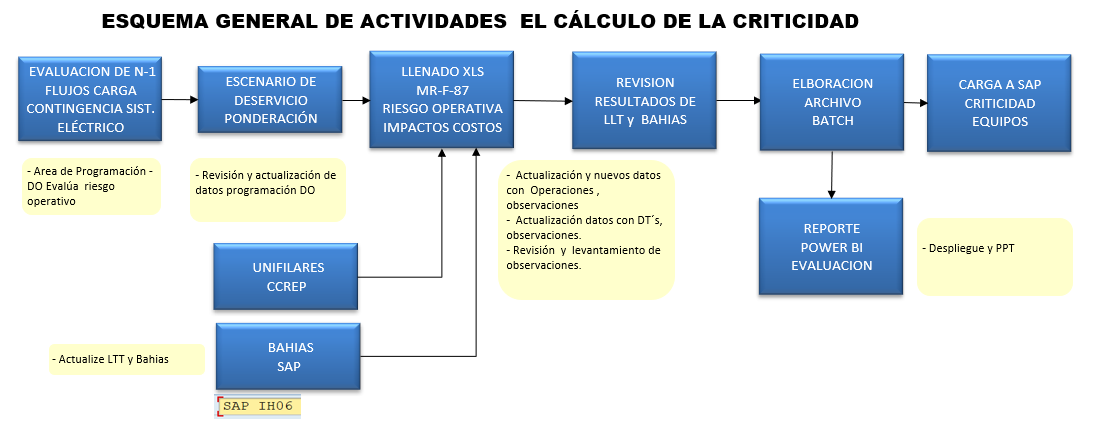 ESQUEMA GENERAL DE ACTIVIDADES EL CÁLCULO DE LA CRITICIDAD
EVALUACION DE N-1
FLUJOS CARGA
CONTINGENCIA SIST.
ELÉCTRICO
ESCENARIO DE
DESERVICIO
PONDERACIÓN
LLENADO XLS
MR-F-87
RIESGO OPERATIVA
IMPACTOS COSTOS
REVISION
RESULTADOS DE
LLT y BAHIAS
ELBORACION
ARCHIVO
BATCH
CARGA A SAP
CRITICIDAD
EQUIPOS
- Area de Programación -
DO Evalúa riesgo
operativo
- Revisión y actualización de
datos programación DO
- Actualización y nuevos datos
con Operaciones ,
observaciones
- Actualización datos con DT´s,
observaciones.
- Revisión y levantamiento de
observaciones.
REPORTE
POWER BI
EVALUACION
- Despliegue y PPT
UNIFILARES
CCREP
- Actualize LTT y Bahias
BAHIAS
SAP
SAP IH06